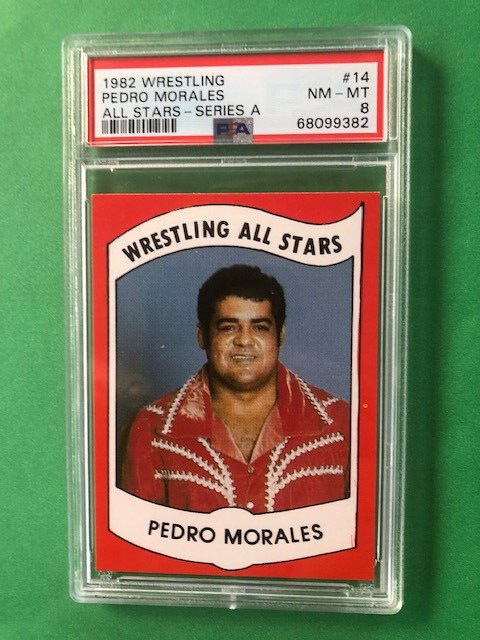 1982 WRESTLING #14
PEDRO MORALES NM-MT
ALL STARS-SERIES A 8
PSA 68099382
WRESTLING ALL STARS
PEDRO MORALES